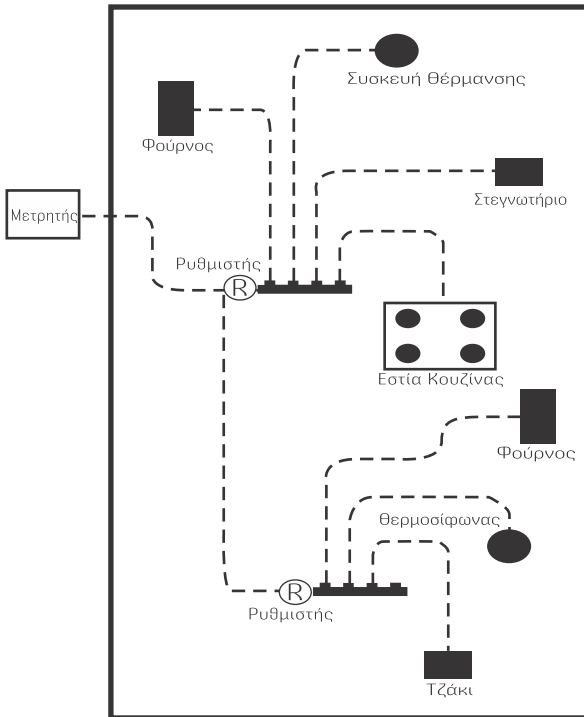 Συσκευή Θέρμανσης
Φούρνος
Στεγνωτήριο
Μετρητής
Ρυθμιστής
R
Εστία Κουζίνας
Φούρνος
Θερμοσίφωνας
R
Ρυθμιστής
Τζάκι